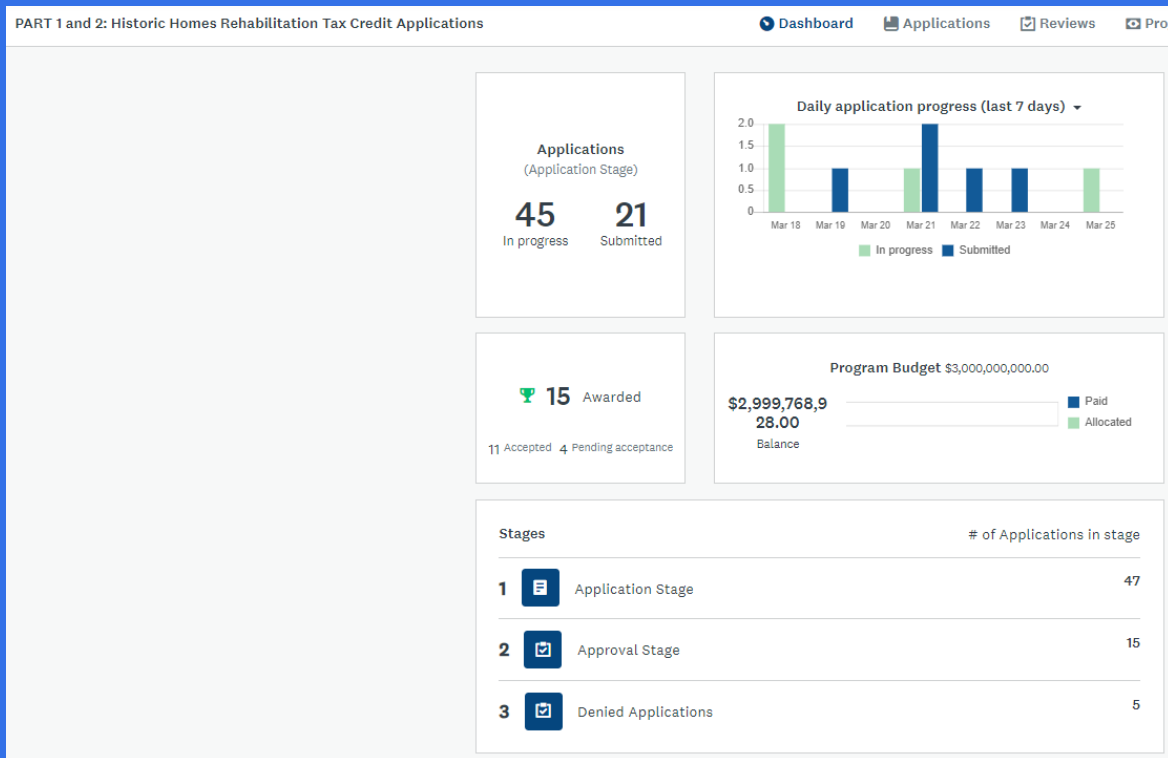 PART 1 and 2: Historic Homes Rehabilitation Tax Credit Applications
Dashboard Applications Reviews Pro
Applications
(Application Stage)
45 21
In progress Submitted
Daily application progress (last 7 days)
2.0
1.5
1.0
0.5
0
Mar 18 Mar 19 Mar 20 Mar 21 Mar 22 Mar 23 Mar 24 Mar 25
In progress Submitted
15 Awarded
11 Accepted 4 Pending acceptance
Program Budget $3,000,000,000.00
$2,999,768,9
28.00
Balance
Paid
Allocated
Stages # of Applications in stage
1 Application Stage 47
2 Approval Stage 15
3 Denied Applications 5